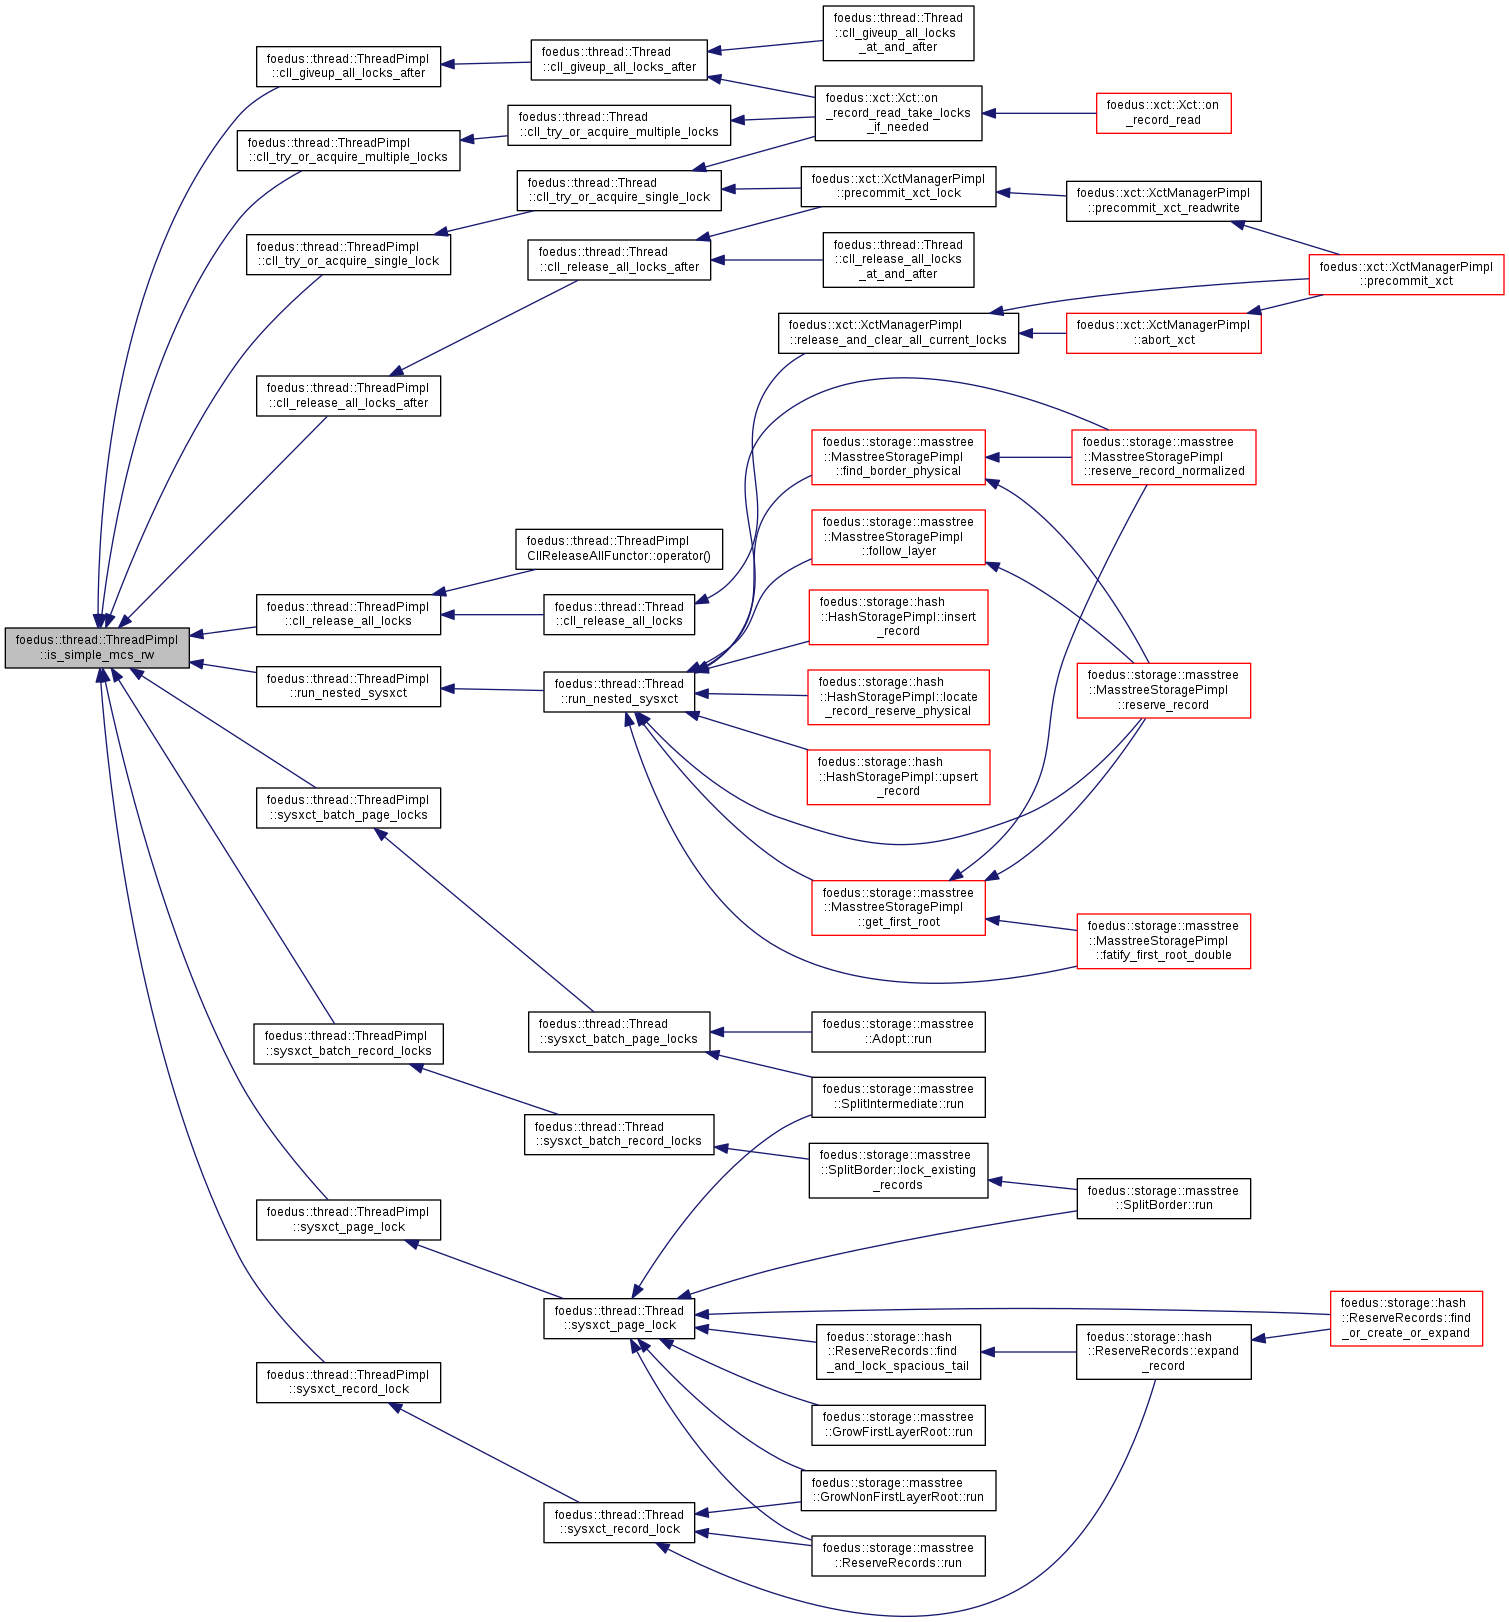 foedus::thread::ThreadPimpl
::is_simple_mcs_rw
foedus::thread::ThreadPimpl
::cll_giveup_all_locks_after
foedus::thread::ThreadPimpl
::cll_try_or_acquire_multiple_locks
foedus::thread::ThreadPimpl
::cll_try_or_acquire_single_lock
foedus::thread::ThreadPimpl
::cll_release_all_locks_after
foedus::thread::ThreadPimpl
::cll_release_all_locks
foedus::thread::ThreadPimpl
::run_nested_sysxct
foedus::thread::ThreadPimpl
::sysxct_batch_page_locks
foedus::thread::ThreadPimpl
::sysxct_batch_record_locks
foedus::thread::ThreadPimpl
::sysxct_page_lock
foedus::thread::ThreadPimpl
::sysxct_record_lock
foedus::thread::Thread
::cll_giveup_all_locks_after
foedus::thread::Thread
::cll_try_or_acquire_multiple_locks
foedus::thread::Thread
::cll_try_or_acquire_single_lock
foedus::thread::Thread
::cll_release_all_locks_after
foedus::thread::ThreadPimpl
CllReleaseAllFunctor::operator()
foedus::thread::Thread
::cll_release_all_locks
foedus::thread::Thread
::run_nested_sysxct
foedus::thread::Thread
::sysxct_batch_page_locks
foedus::thread::Thread
::sysxct_batch_record_locks
foedus::thread::Thread
::sysxct_page_lock
foedus::thread::Thread
::sysxct_record_lock
foedus::thread::Thread
::cll_giveup_all_locks
_at_and_after
foedus::xct::Xct::on
_record_read_take_locks
_if_needed
foedus::xct::XctManagerPimpl
::precommit_xct_lock
foedus::thread::Thread
::cll_release_all_locks
_at_and_after
foedus::xct::XctManagerPimpl
::release_and_clear_all_current_locks
foedus::storage::masstree
::MasstreeStoragePimpl
::find_border_physical
foedus::storage::masstree
::MasstreeStoragePimpl
::follow_layer
foedus::storage::hash
::HashStoragePimpl::insert
_record
foedus::storage::hash
::HashStoragePimpl::locate
_record_reserve_physical
foedus::storage::hash
::HashStoragePimpl::upsert
_record
foedus::storage::masstree
::MasstreeStoragePimpl
::get_first_root
foedus::storage::masstree
::Adopt::run
foedus::storage::masstree
::SplitIntermediate::run
foedus::storage::masstree
::SplitBorder::lock_existing
_records
foedus::storage::hash
::ReserveRecords::find
_and_lock_spacious_tail
foedus::storage::masstree
::GrowFirstLayerRoot::run
foedus::storage::masstree
::GrowNonFirstLayerRoot::run
foedus::storage::masstree
::ReserveRecords::run
foedus::xct::Xct::on
_record_read
foedus::xct::XctManagerPimpl
::precommit_xct_readwrite
foedus::xct::XctManagerPimpl
::abort_xct
foedus::storage::masstree
::MasstreeStoragePimpl
::reserve_record_normalized
foedus::storage::masstree
::MasstreeStoragePimpl
::reserve_record
foedus::storage::masstree
::MasstreeStoragePimpl
::fatify_first_root_double
foedus::storage::masstree
::SplitBorder::run
foedus::storage::hash
::ReserveRecords::expand
_record
foedus::xct::XctManagerPimpl
::precommit_xct
foedus::storage::hash
::ReserveRecords::find
_or_create_or_expand